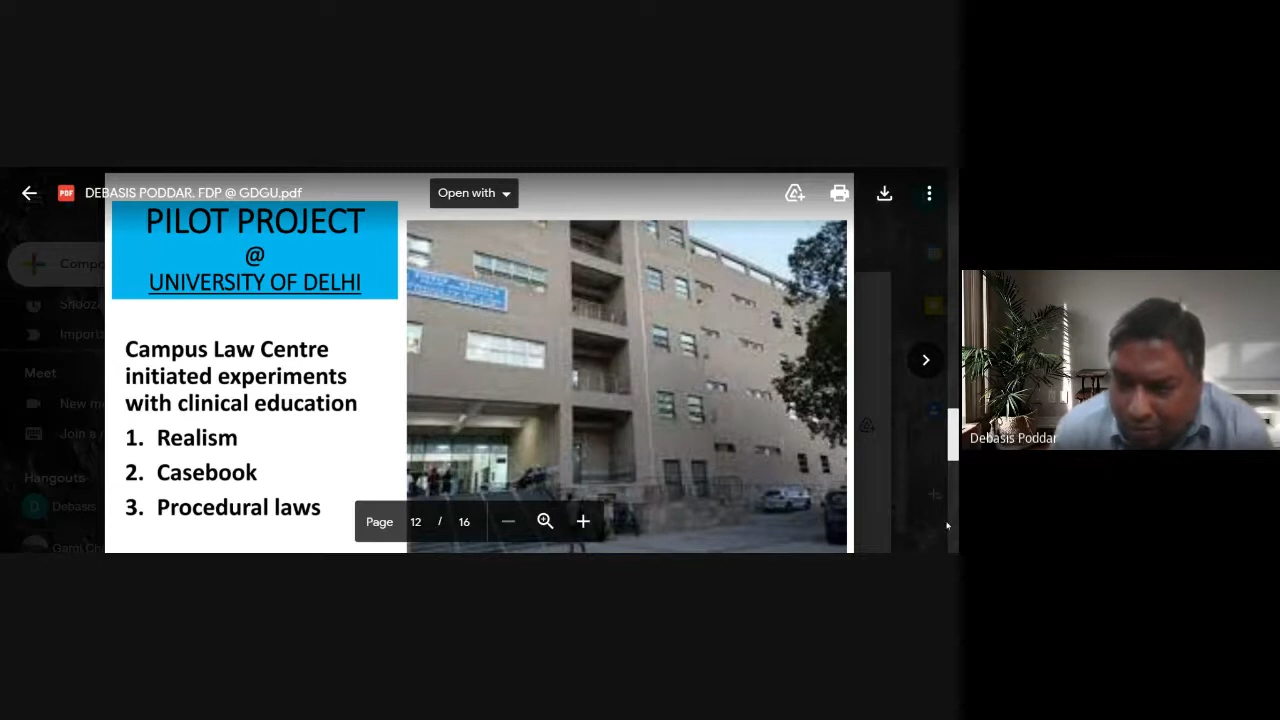 DEBASIS PODDAR. FDP @ GDGU.pdf
Open with
PILOT PROJECT
@
UNIVERSITY OF DELHI
Campus Law Centre
initiated experiments
with clinical education
1. Realism
2. Casebook
3. Procedural laws
Page 12 / 16
Meet
Hangouts
Debasis
Debasis Poddar